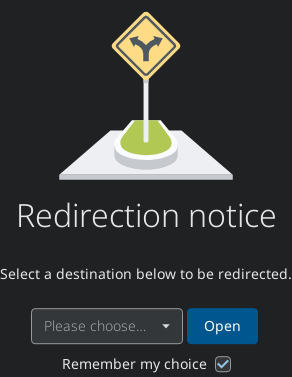 Redirection notice
Select a destination below to be redirected.
Please choose... Open
Remember my choice